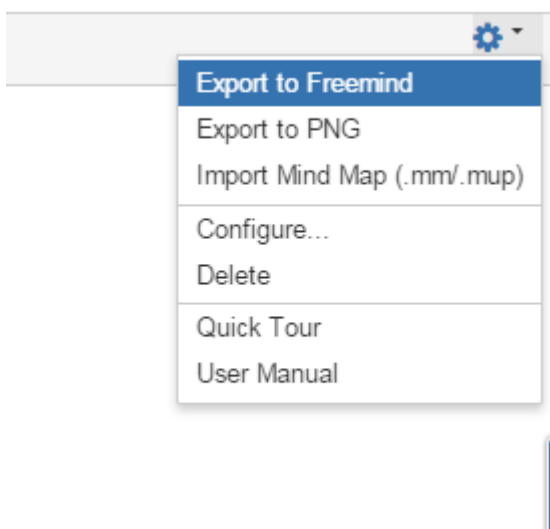 Export to Freemind
Export to PNG
Import Mind Map (.mm/.mup)
Configure...
Delete
Quick Tour
User Manual